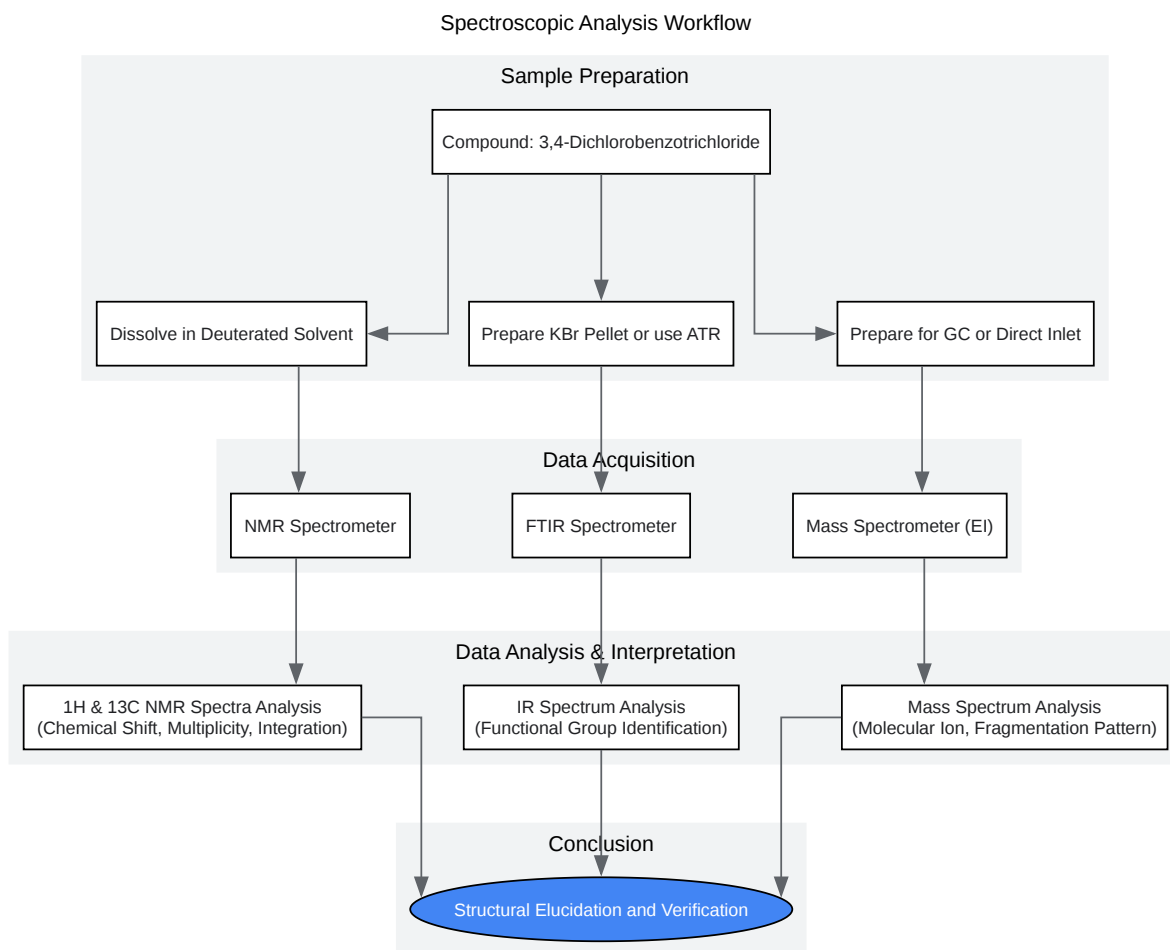 Spectroscopic Analysis Workflow
Sample Preparation
Compound: 3,4-Dichlorobenzotrichloride
Dissolve in Deuterated Solvent
Prepare KBr Pellet or use ATR
Prepare for GC or Direct Inlet
Data Acquisition
NMR Spectrometer
FTIR Spectrometer
Mass Spectrometer (EI)
Data Analysis & Interpretation
1H & 13C NMR Spectra Analysis
(Chemical Shift, Multiplicity, Integration)
IR Spectrum Analysis
(Functional Group Identification)
Mass Spectrum Analysis
(Molecular Ion, Fragmentation Pattern)
Conclusion
Structural Elucidation and Verification